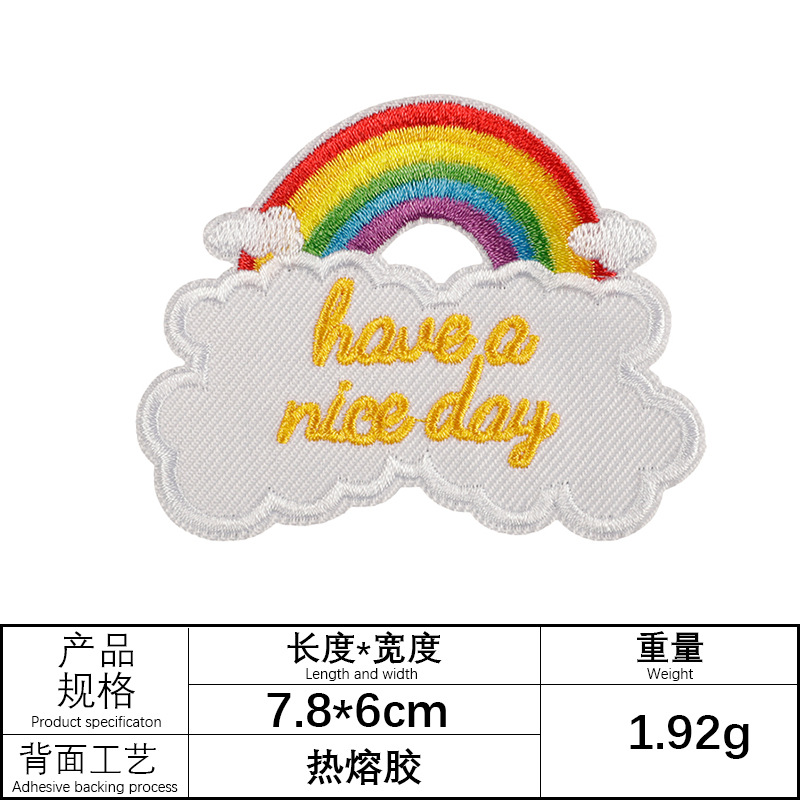 have a
nice day
产品
规格
Product specificaton
长度*宽度
Length and width
重量
Weight
7.8*6cm
1.92g
背面工艺
Adhesive backing process
热熔胶